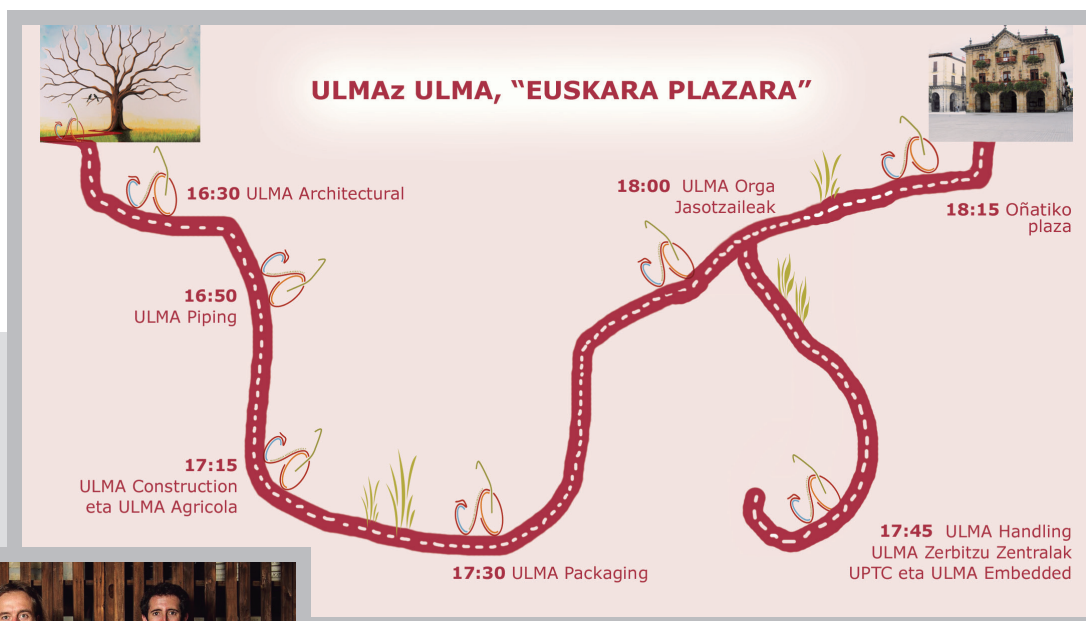 ULMAz ULMA, “EUSKARA PLAZARA”
16:30 ULMA Architectural
16:50
ULMA Piping
17:15
ULMA Construction
eta ULMA Agricola
17:30 ULMA Packaging
17:45 ULMA Handling
ULMA Zerbitzu Zentralak
UPTC eta ULMA Embedded
18:00 ULMA Orga
Jasotzaileak
18:15 Oñatiko
plaza